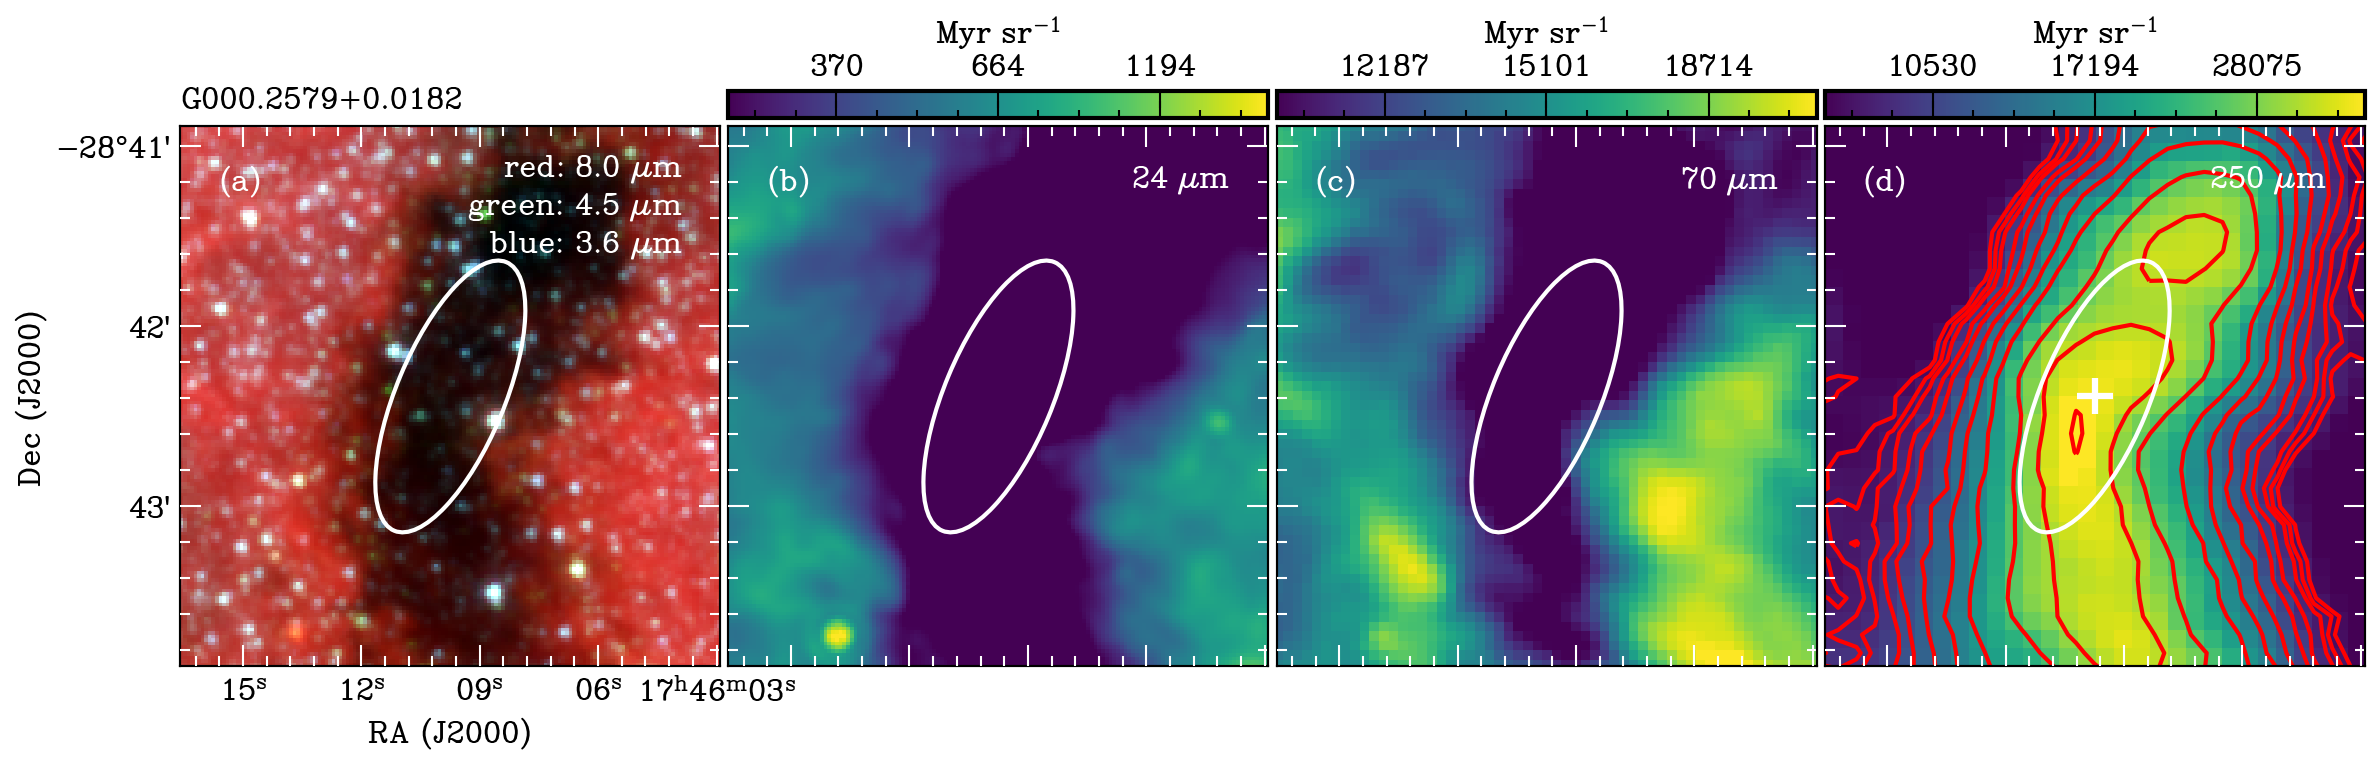 G000.2579+0.0182
Myr sr⁻¹
370 664 1194
Myr sr⁻¹
12187 15101 18714
Myr sr⁻¹
10530 17194 28075
(a)
red: 8.0 μm
green: 4.5 μm
blue: 3.6 μm
(b)
24 μm
(c)
70 μm
(d)
250 μm
−28°41'
42'
43'
Dec (J2000)
15ˢ 12ˢ 09ˢ 06ˢ 17ʰ46ᵐ03ˢ
RA (J2000)